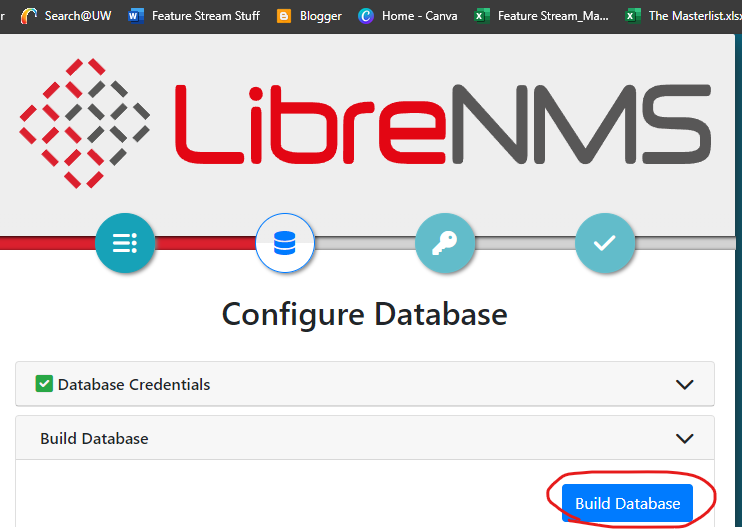 r Search@UW Feature Stream Stuff Blogger Home - Canva Feature Stream_Ma... The Masterlist.xlsx
LibreNMS
Configure Database
Database Credentials
Build Database
Build Database